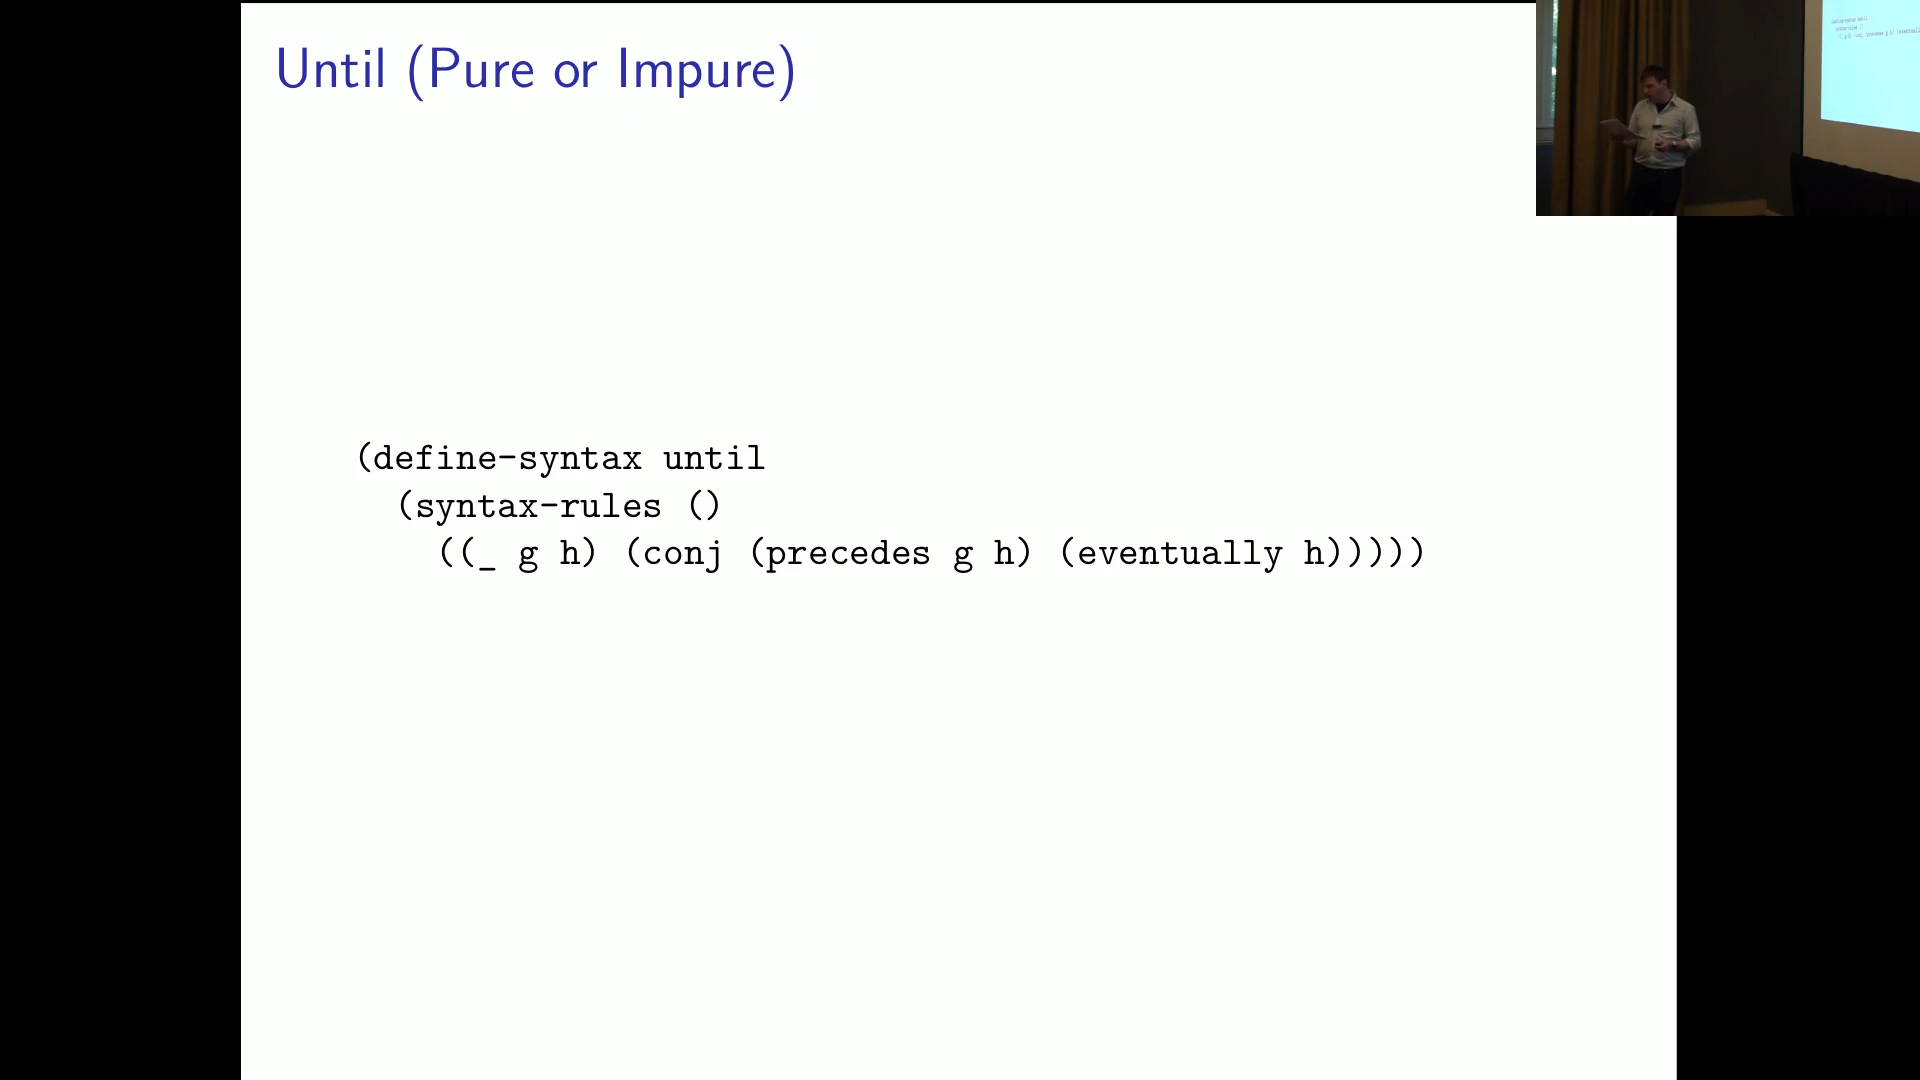 Until (Pure or Impure)
(define-syntax until
(syntax-rules ()
((_ g h) (conj (precedes g h) (eventually h)))))